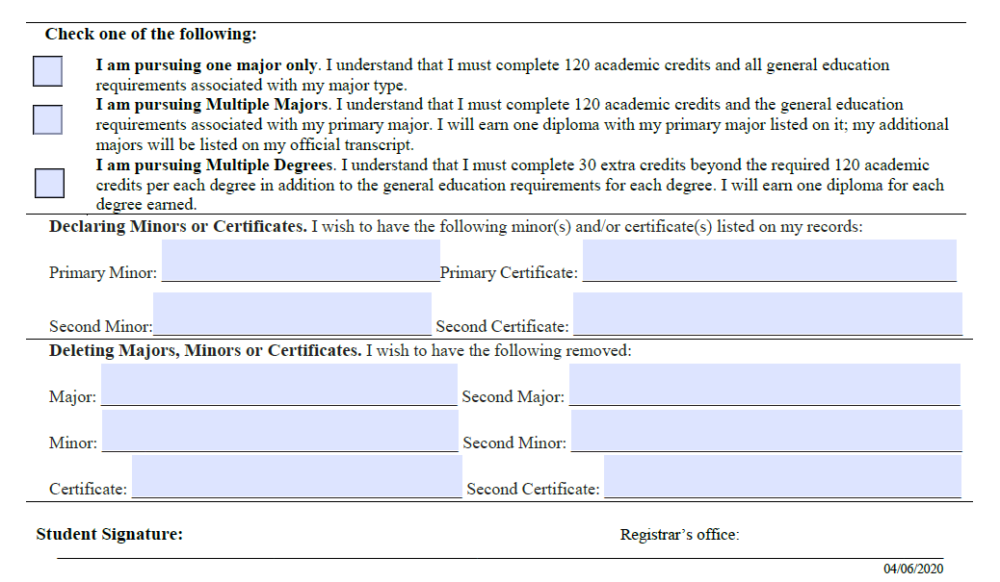 Check one of the following:
I am pursuing one major only. I understand that I must complete 120 academic credits and all general education
requirements associated with my major type.
I am pursuing Multiple Majors. I understand that I must complete 120 academic credits and the general education
requirements associated with my primary major. I will earn one diploma with my primary major listed on it; my additional
majors will be listed on my official transcript.
I am pursuing Multiple Degrees. I understand that I must complete 30 extra credits beyond the required 120 academic
credits per each degree in addition to the general education requirements for each degree. I will earn one diploma for each
degree earned.
Declaring Minors or Certificates. I wish to have the following minor(s) and/or certificate(s) listed on my records:
Primary Minor: Primary Certificate:
Second Minor: Second Certificate:
Deleting Majors, Minors or Certificates. I wish to have the following removed:
Major: Second Major:
Minor: Second Minor:
Certificate: Second Certificate:
Student Signature: Registrar’s office:
04/06/2020